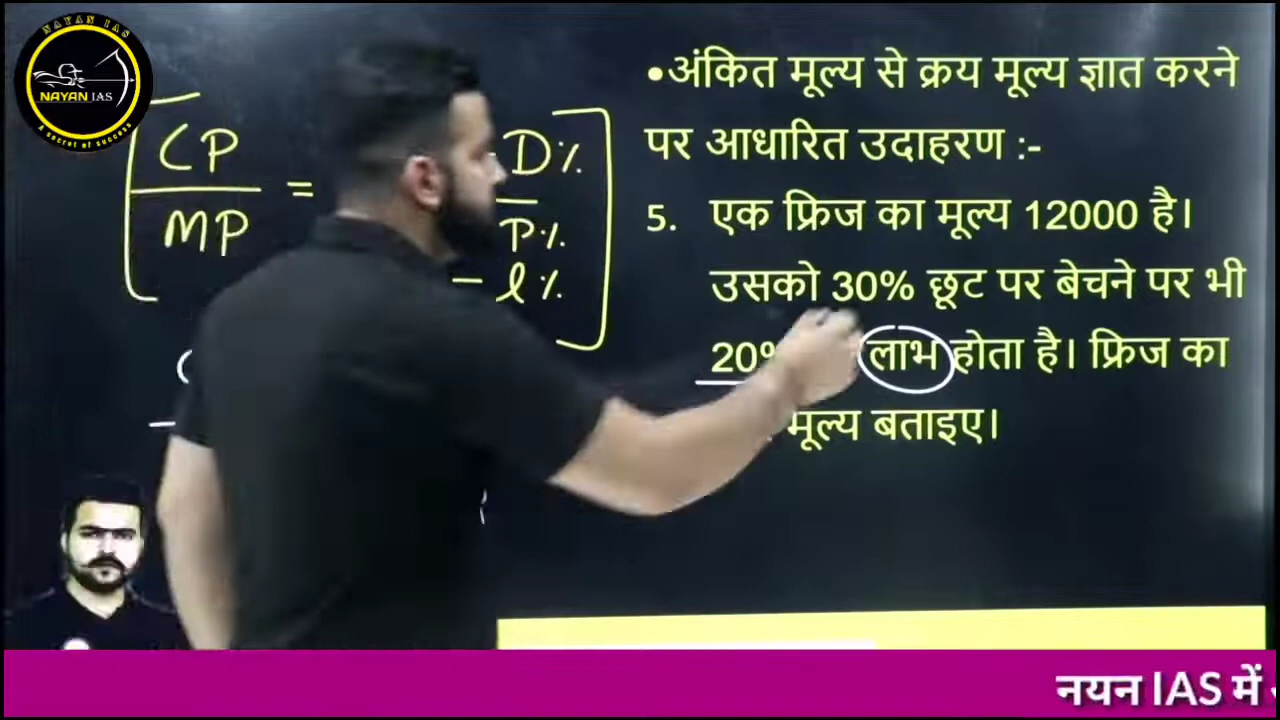 NAYAN IAS
NAYAN IAS
A secret of success
CP
MP
=
D%
P%
- l%
•अंकित मूल्य से क्रय मूल्य ज्ञात करने
पर आधारित उदाहरण :-
5. एक फ्रिज का मूल्य 12000 है।
उसको 30% छूट पर बेचने पर भी
20% लाभ होता है। फ्रिज का
मूल्य बताइए।
नयन IAS में